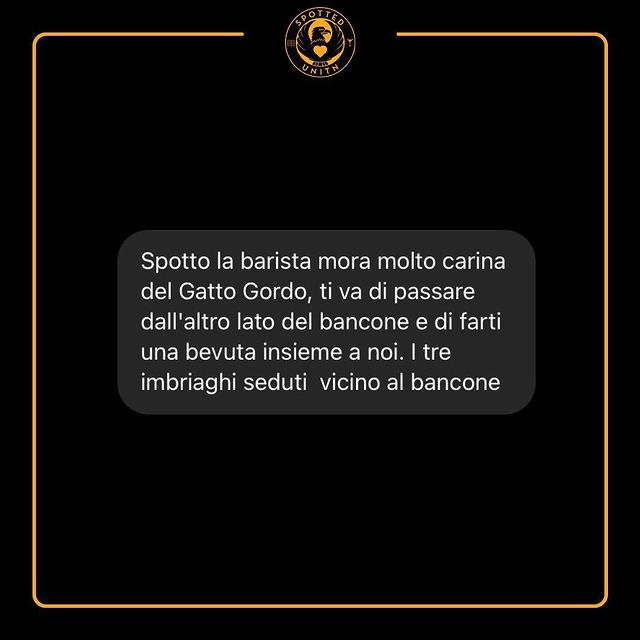 SPOTTED
UNITN
Spotto la barista mora molto carina
del Gatto Gordo, ti va di passare
dall'altro lato del bancone e di farti
una bevuta insieme a noi. I tre
imbriaghi seduti  vicino al bancone